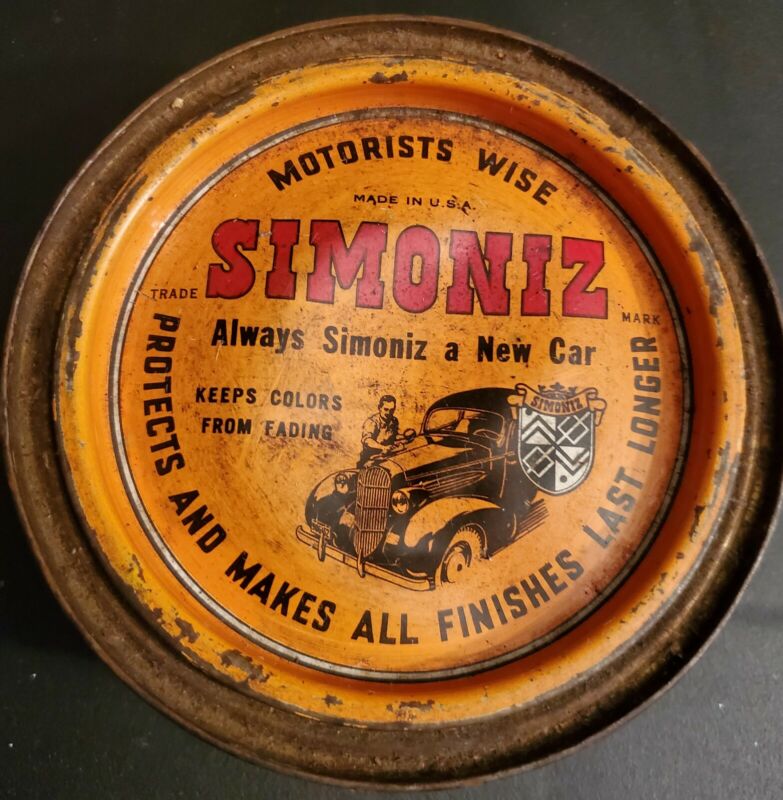 MOTORISTS WISE
MADE IN U.S.A.
SIMONIZ
TRADE MARK
Always Simoniz a New Car
KEEPS COLORS
FROM FADING
SIMONIZ
PROTECTS AND MAKES ALL FINISHES LAST LONGER